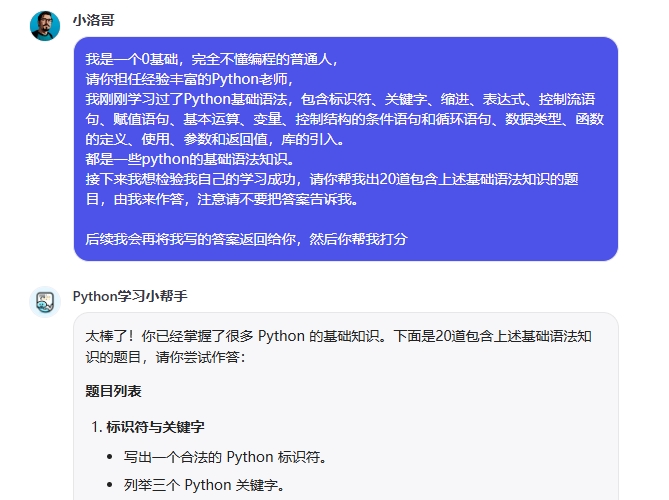 小洛哥
我是一个0基础，完全不懂编程的普通人，
请你担任经验丰富的Python老师，
我刚刚学习过了Python基础语法，包含标识符、关键字、缩进、表达式、控制流语
句、赋值语句、基本运算、变量、控制结构的条件语句和循环语句、数据类型、函数
的定义、使用、参数和返回值，库的引入。
都是一些python的基础语法知识。
接下来我想检验我自己的学习成功，请你帮我出20道包含上述基础语法知识的题
目，由我来作答，注意请不要把答案告诉我。
后续我会再将我写的答案返回给你，然后你帮我打分
Python学习小帮手
太棒了！你已经掌握了很多 Python 的基础知识。下面是20道包含上述基础语法知
识的题目，请你尝试作答：
题目列表
1. 标识符与关键字
• 写出一个合法的 Python 标识符。
• 列举三个 Python 关键字。